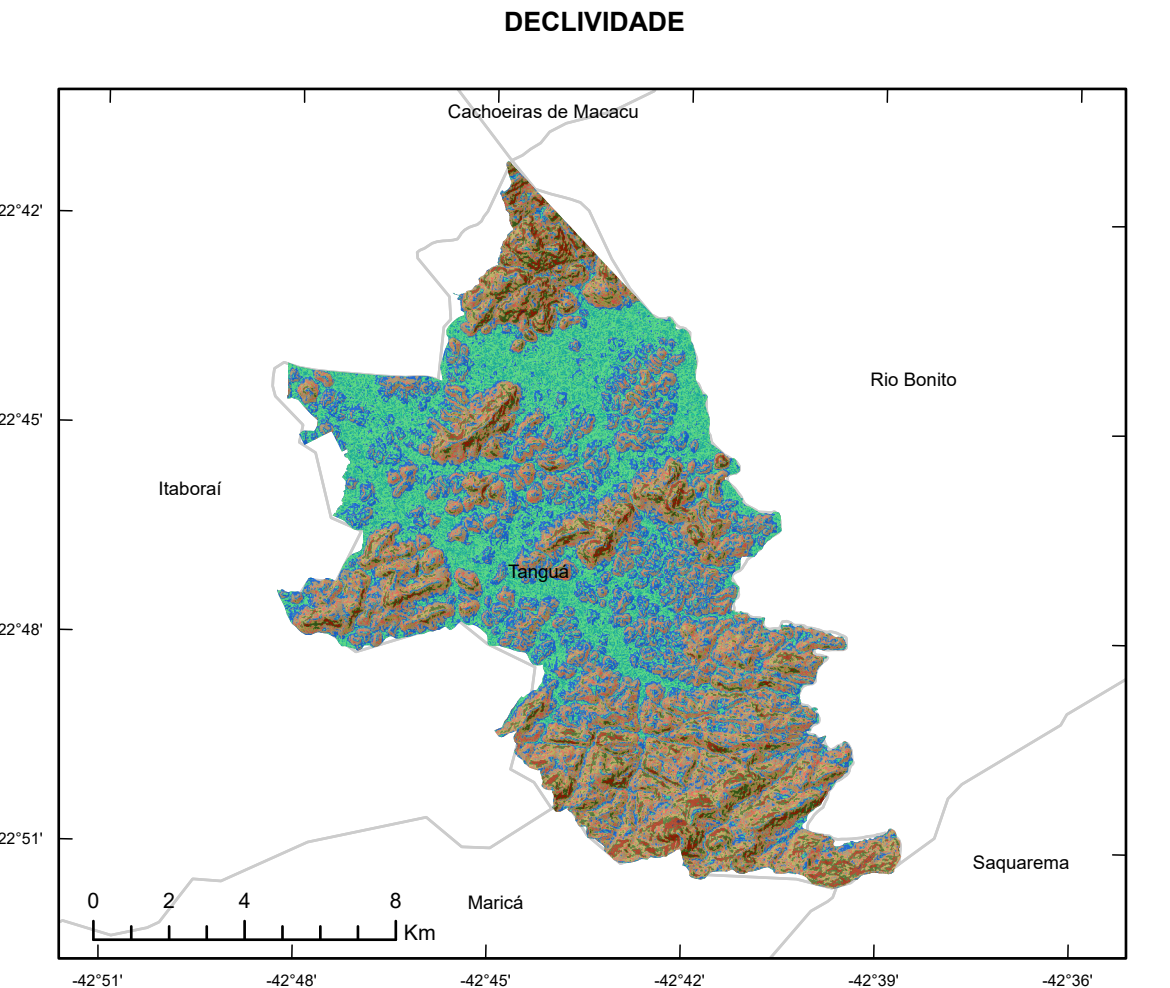 DECLIVIDADE
Cachoeiras de Macacu
22°42'
Rio Bonito
22°45'
Itaboraí
Tanguá
22°48'
22°51'
Saquarema
0 2 4 8
Maricá
Km
-42°51' -42°48' -42°45' -42°42' -42°39' -42°36'